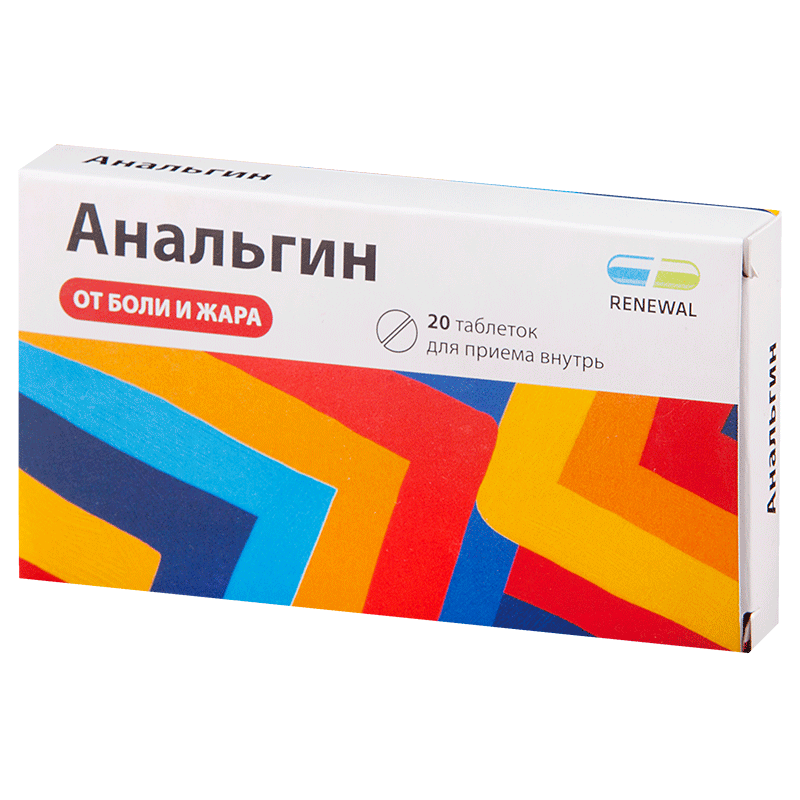 Анальгин
Анальгин
ОТ БОЛИ И ЖАРА
20 таблеток
для приема внутрь
RENEWAL
Анальгин